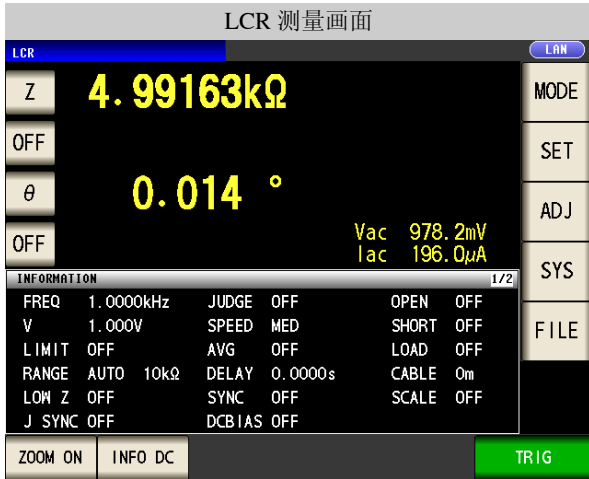 LCR 测量画面
LCR LAN
Z 4.99163kΩ MODE
OFF SET
θ 0.014 ° ADJ
OFF Vac 978.2mV
Iac 196.0μA SYS
INFORMATION 1/2
FREQ 1.0000kHz JUDGE OFF OPEN OFF
V 1.000V SPEED MED SHORT OFF FILE
LIMIT OFF AVG OFF LOAD OFF
RANGE AUTO 10kΩ DELAY 0.0000s CABLE 0m
LOW Z OFF SYNC OFF SCALE OFF
J SYNC OFF DCBIAS OFF
ZOOM ON INFO DC TRIG